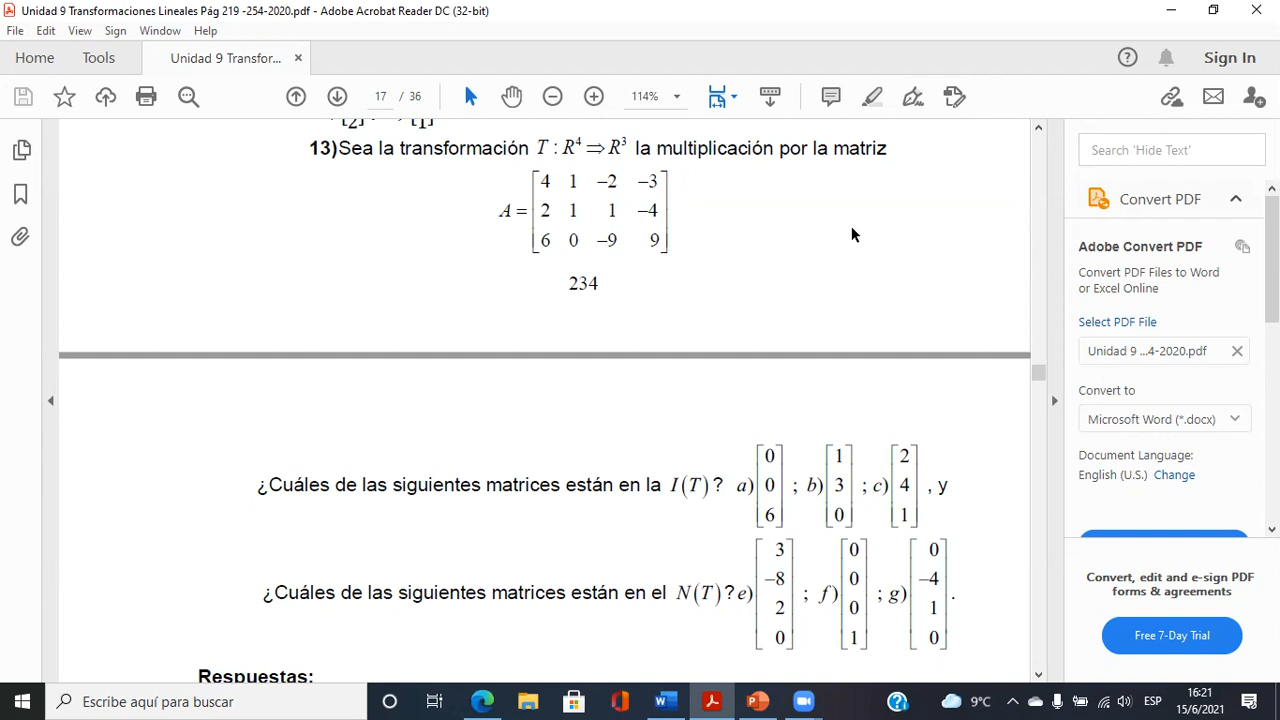 Unidad 9 Transformaciones Lineales Pág 219 -254-2020.pdf - Adobe Acrobat Reader DC (32-bit)
File Edit View Sign Window Help
Home Tools Unidad 9 Transfor... × Sign In
17 / 36 114%
[2] [1]
13)Sea la transformación T : R⁴ ⇒ R³ la multiplicación por la matriz
A = [4 1 −2 −3
2 1 1 −4
6 0 −9 9]
234
¿Cuáles de las siguientes matrices están en la I(T)? a)[0 0 6] ; b)[1 3 0] ; c)[2 4 1] , y
¿Cuáles de las siguientes matrices están en el N(T)? e)[3 −8 2 0] ; f)[0 0 0 1] ; g)[0 −4 1 0] .
Respuestas:
Search 'Hide Text'
Convert PDF
Adobe Convert PDF
Convert PDF Files to Word
or Excel Online
Select PDF File
Unidad 9 ...4-2020.pdf
Convert to
Microsoft Word (*.docx)
Document Language:
English (U.S.) Change
Convert, edit and e-sign PDF
forms & agreements
Free 7-Day Trial
Escribe aquí para buscar
9°C ESP 16:21
15/6/2021